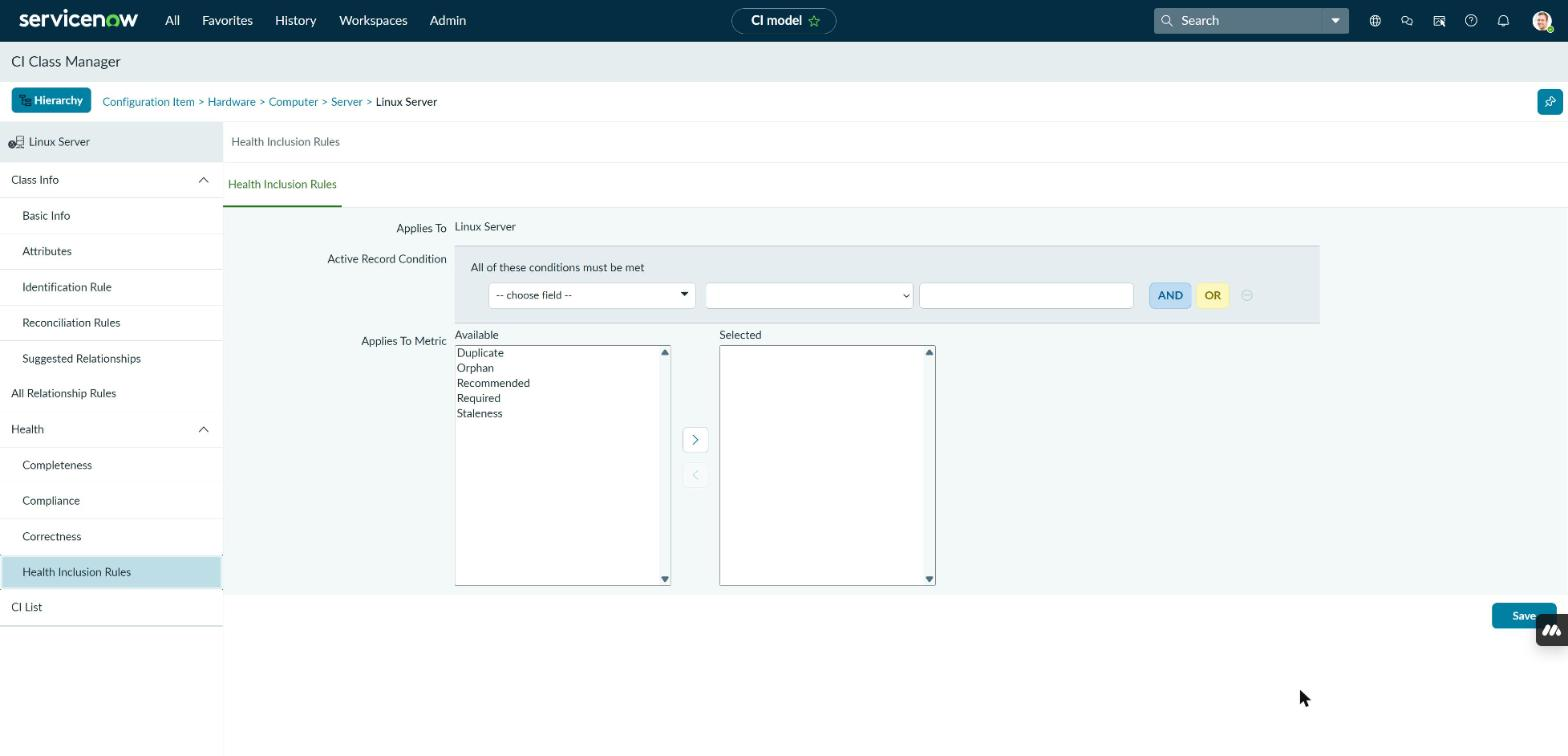 servicenow All Favorites History Workspaces Admin CI model Search
CI Class Manager
Hierarchy Configuration Item > Hardware > Computer > Server > Linux Server
Linux Server
Class Info
Basic Info
Attributes
Identification Rule
Reconciliation Rules
Suggested Relationships
All Relationship Rules
Health
Completeness
Compliance
Correctness
Health Inclusion Rules
CI List
Health Inclusion Rules
Health Inclusion Rules
Applies To Linux Server
Active Record Condition
All of these conditions must be met
-- choose field -- AND OR
Applies To Metric
Available
Duplicate
Orphan
Recommended
Required
Staleness
Selected
Save